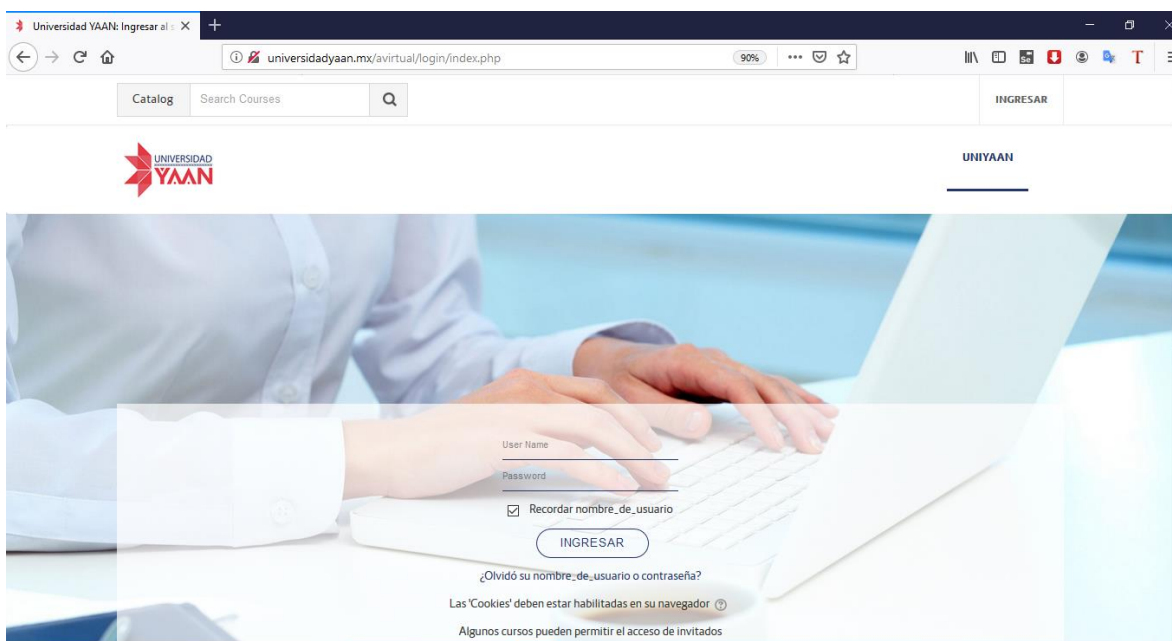 Universidad YAAN: Ingresar al s
universidadyaan.mx/avirtual/login/index.php
90%
Catalog
Search Courses
INGRESAR
UNIVERSIDAD
YAAN
UNIYAAN
User Name
Password
Recordar nombre_de_usuario
INGRESAR
¿Olvidó su nombre_de_usuario o contraseña?
Las 'Cookies' deben estar habilitadas en su navegador
Algunos cursos pueden permitir el acceso de invitados